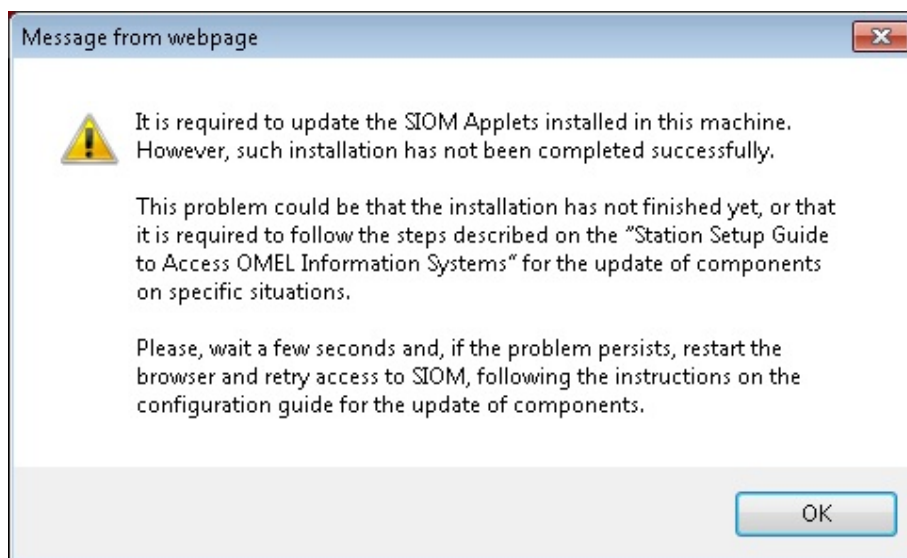 Message from webpage
It is required to update the SIOM Applets installed in this machine.
However, such installation has not been completed successfully.
This problem could be that the installation has not finished yet, or that
it is required to follow the steps described on the "Station Setup Guide
to Access OMEL Information Systems" for the update of components
on specific situations.
Please, wait a few seconds and, if the problem persists, restart the
browser and retry access to SIOM, following the instructions on the
configuration guide for the update of components.
OK